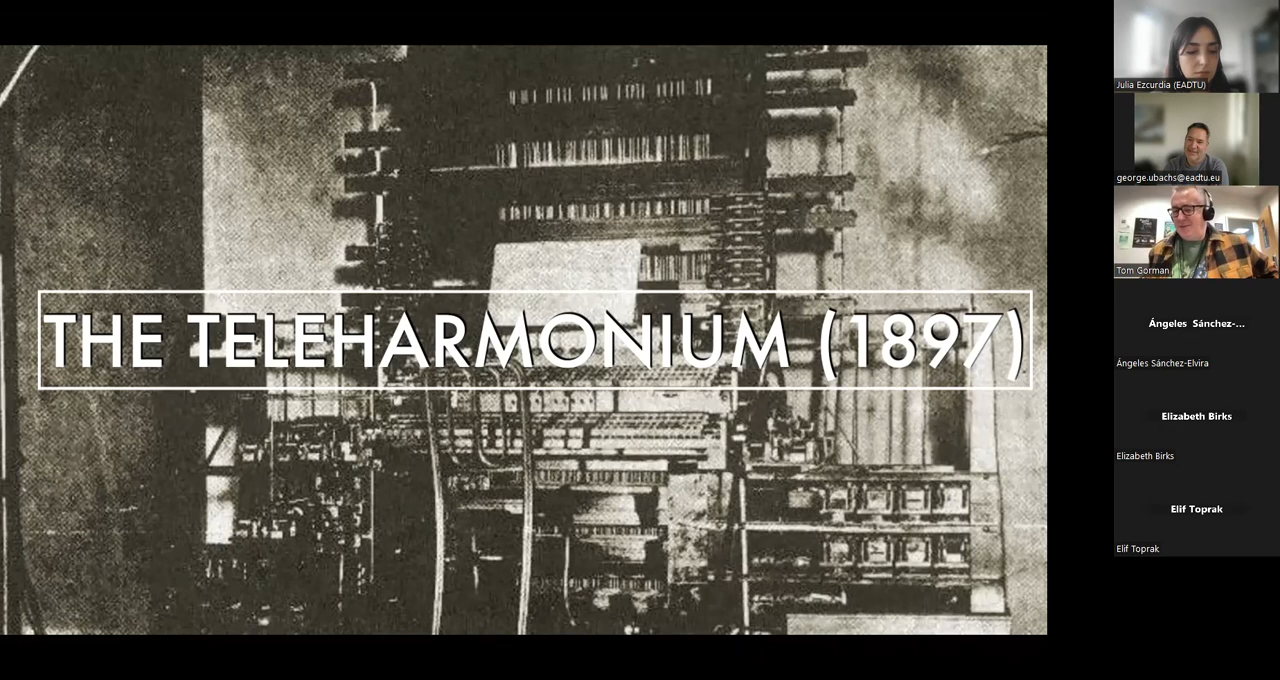 THE TELEHARMONIUM (1897)
Julia Ezcurdia (EADTU)
george.ubachs@eadtu.eu
Tom Gorman
Ángeles Sánchez-...
Ángeles Sánchez-Elvira
Elizabeth Birks
Elizabeth Birks
Elif Toprak
Elif Toprak